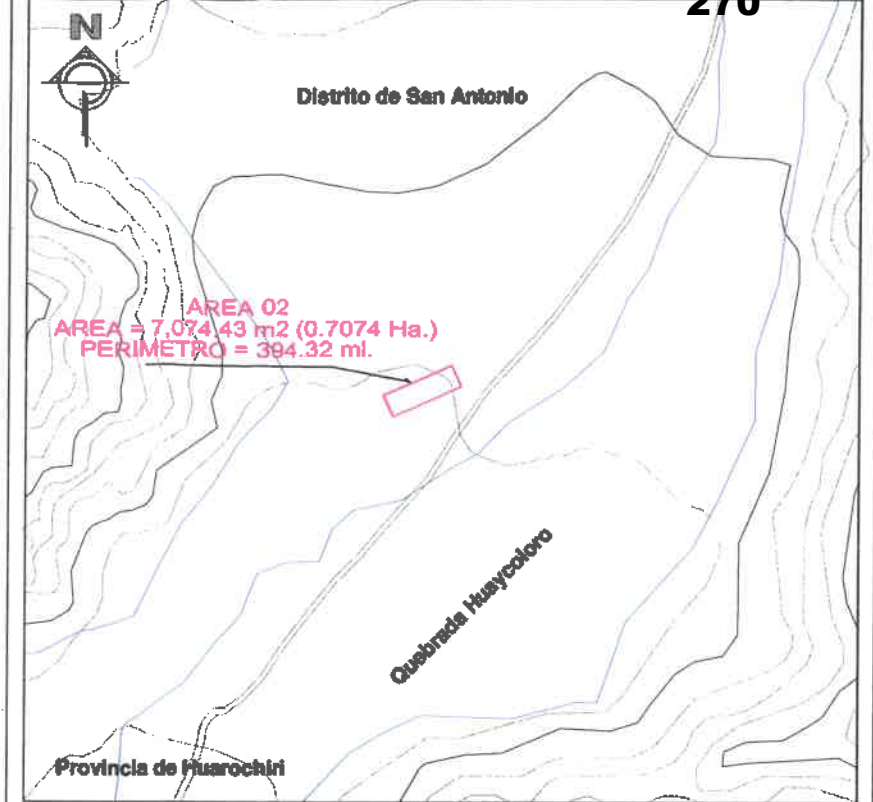 270
N
Distrito de San Antonio
AREA 02
AREA = 7,074.43 m2 (0.7074 Ha.)
PERIMETRO = 394.32 ml.
Quebrada Huaycoloro
Provincia de Huarochiri